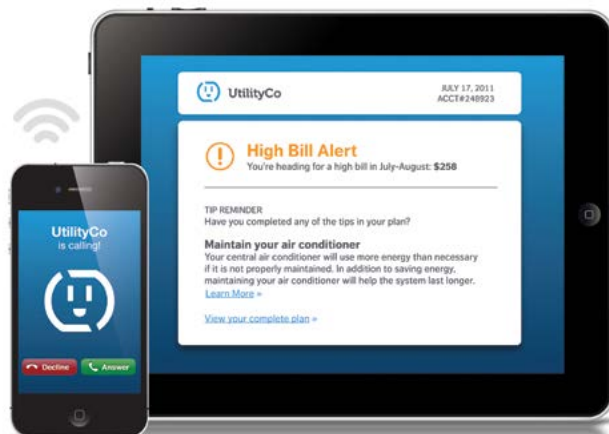 UtilityCo
JULY 17, 2011
ACCT#248923
High Bill Alert
You're heading for a high bill in July-August: $258
TIP REMINDER
Have you completed any of the tips in your plan?
Maintain your air conditioner
Your central air conditioner will use more energy than necessary
if it is not properly maintained. In addition to saving energy,
maintaining your air conditioner will help the system last longer.
Learn More »
View your complete plan »
UtilityCo
is calling!
Decline
Answer